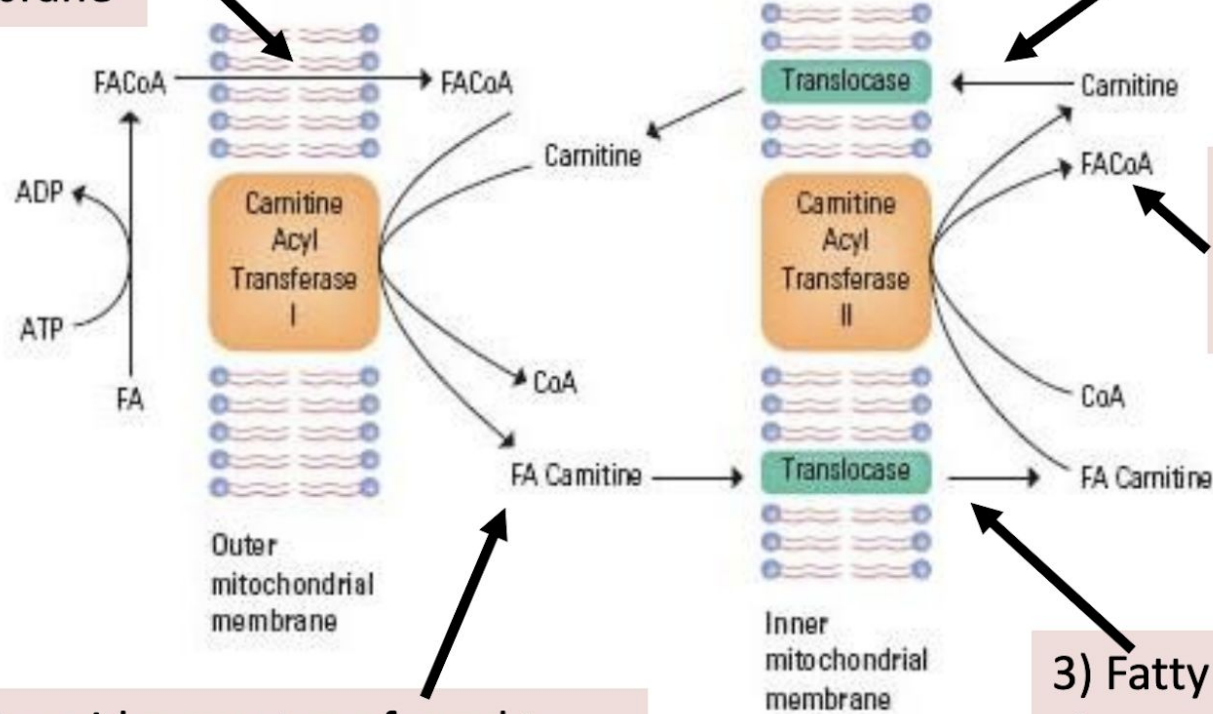 FACoA
FACoA
Translocase
Carnitine
Carnitine
FACoA
ADP
Carnitine
Acyl
Transferase
I
Carnitine
Acyl
Transferase
II
ATP
FA
CoA
CoA
FA Carnitine
Translocase
FA Carnitine
Outer
mitochondrial
membrane
Inner
mitochondrial
membrane
3) Fatty